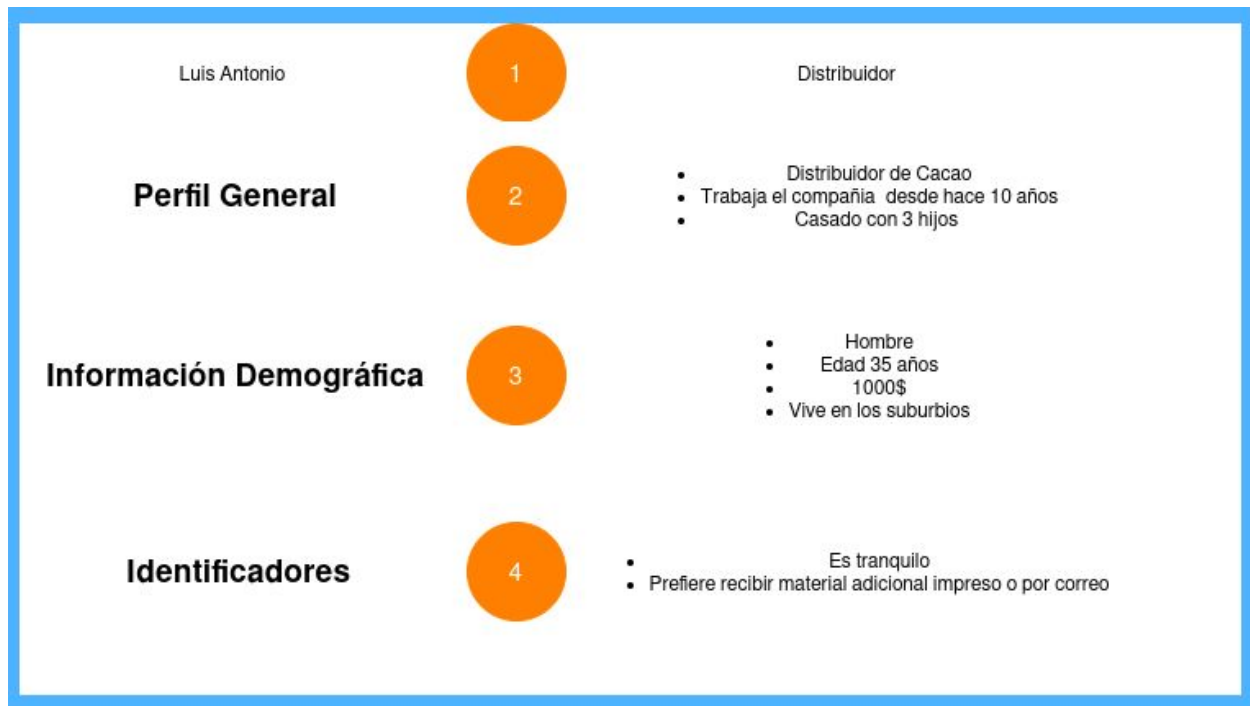 Luis Antonio
1
Distribuidor
Perfil General
2
Distribuidor de Cacao
Trabaja el compañia desde hace 10 años
Casado con 3 hijos
Información Demográfica
3
Hombre
Edad 35 años
1000$
Vive en los suburbios
Identificadores
4
Es tranquilo
Prefiere recibir material adicional impreso o por correo